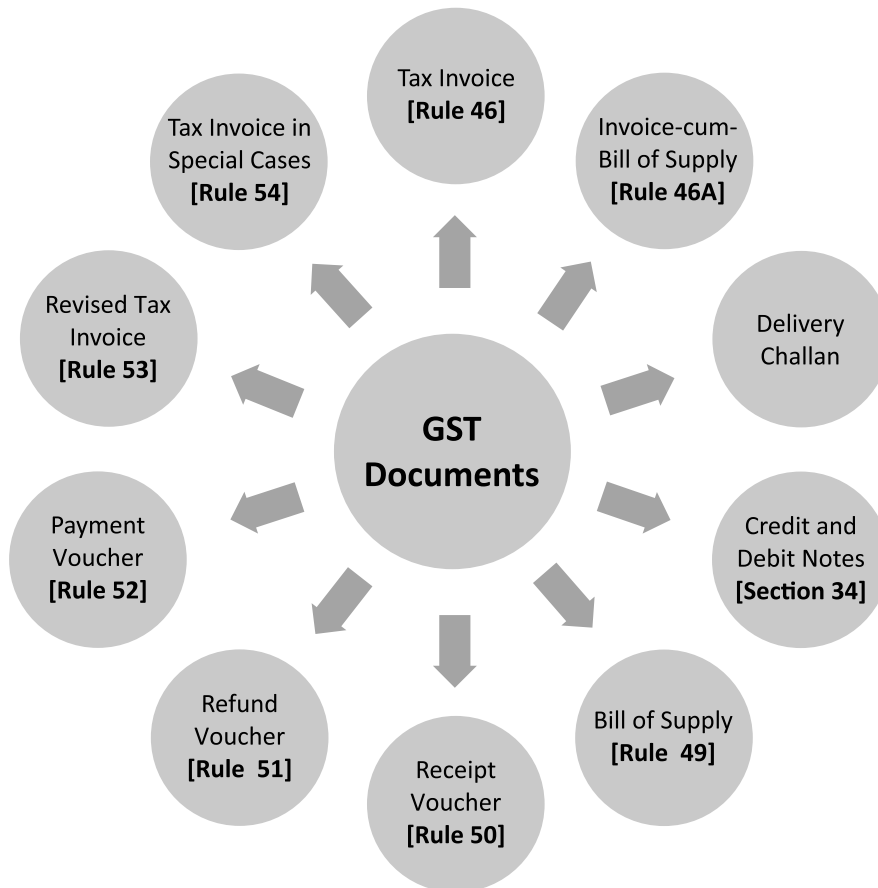 Tax Invoice
[Rule 46]
Invoice-cum-
Bill of Supply
[Rule 46A]
Delivery
Challan
Credit and
Debit Notes
[Section 34]
Bill of Supply
[Rule  49]
Receipt
Voucher
[Rule 50]
Refund
Voucher
[Rule  51]
Payment
Voucher
[Rule 52]
Revised Tax
Invoice
[Rule 53]
Tax Invoice in
Special Cases
[Rule 54]
GST
Documents